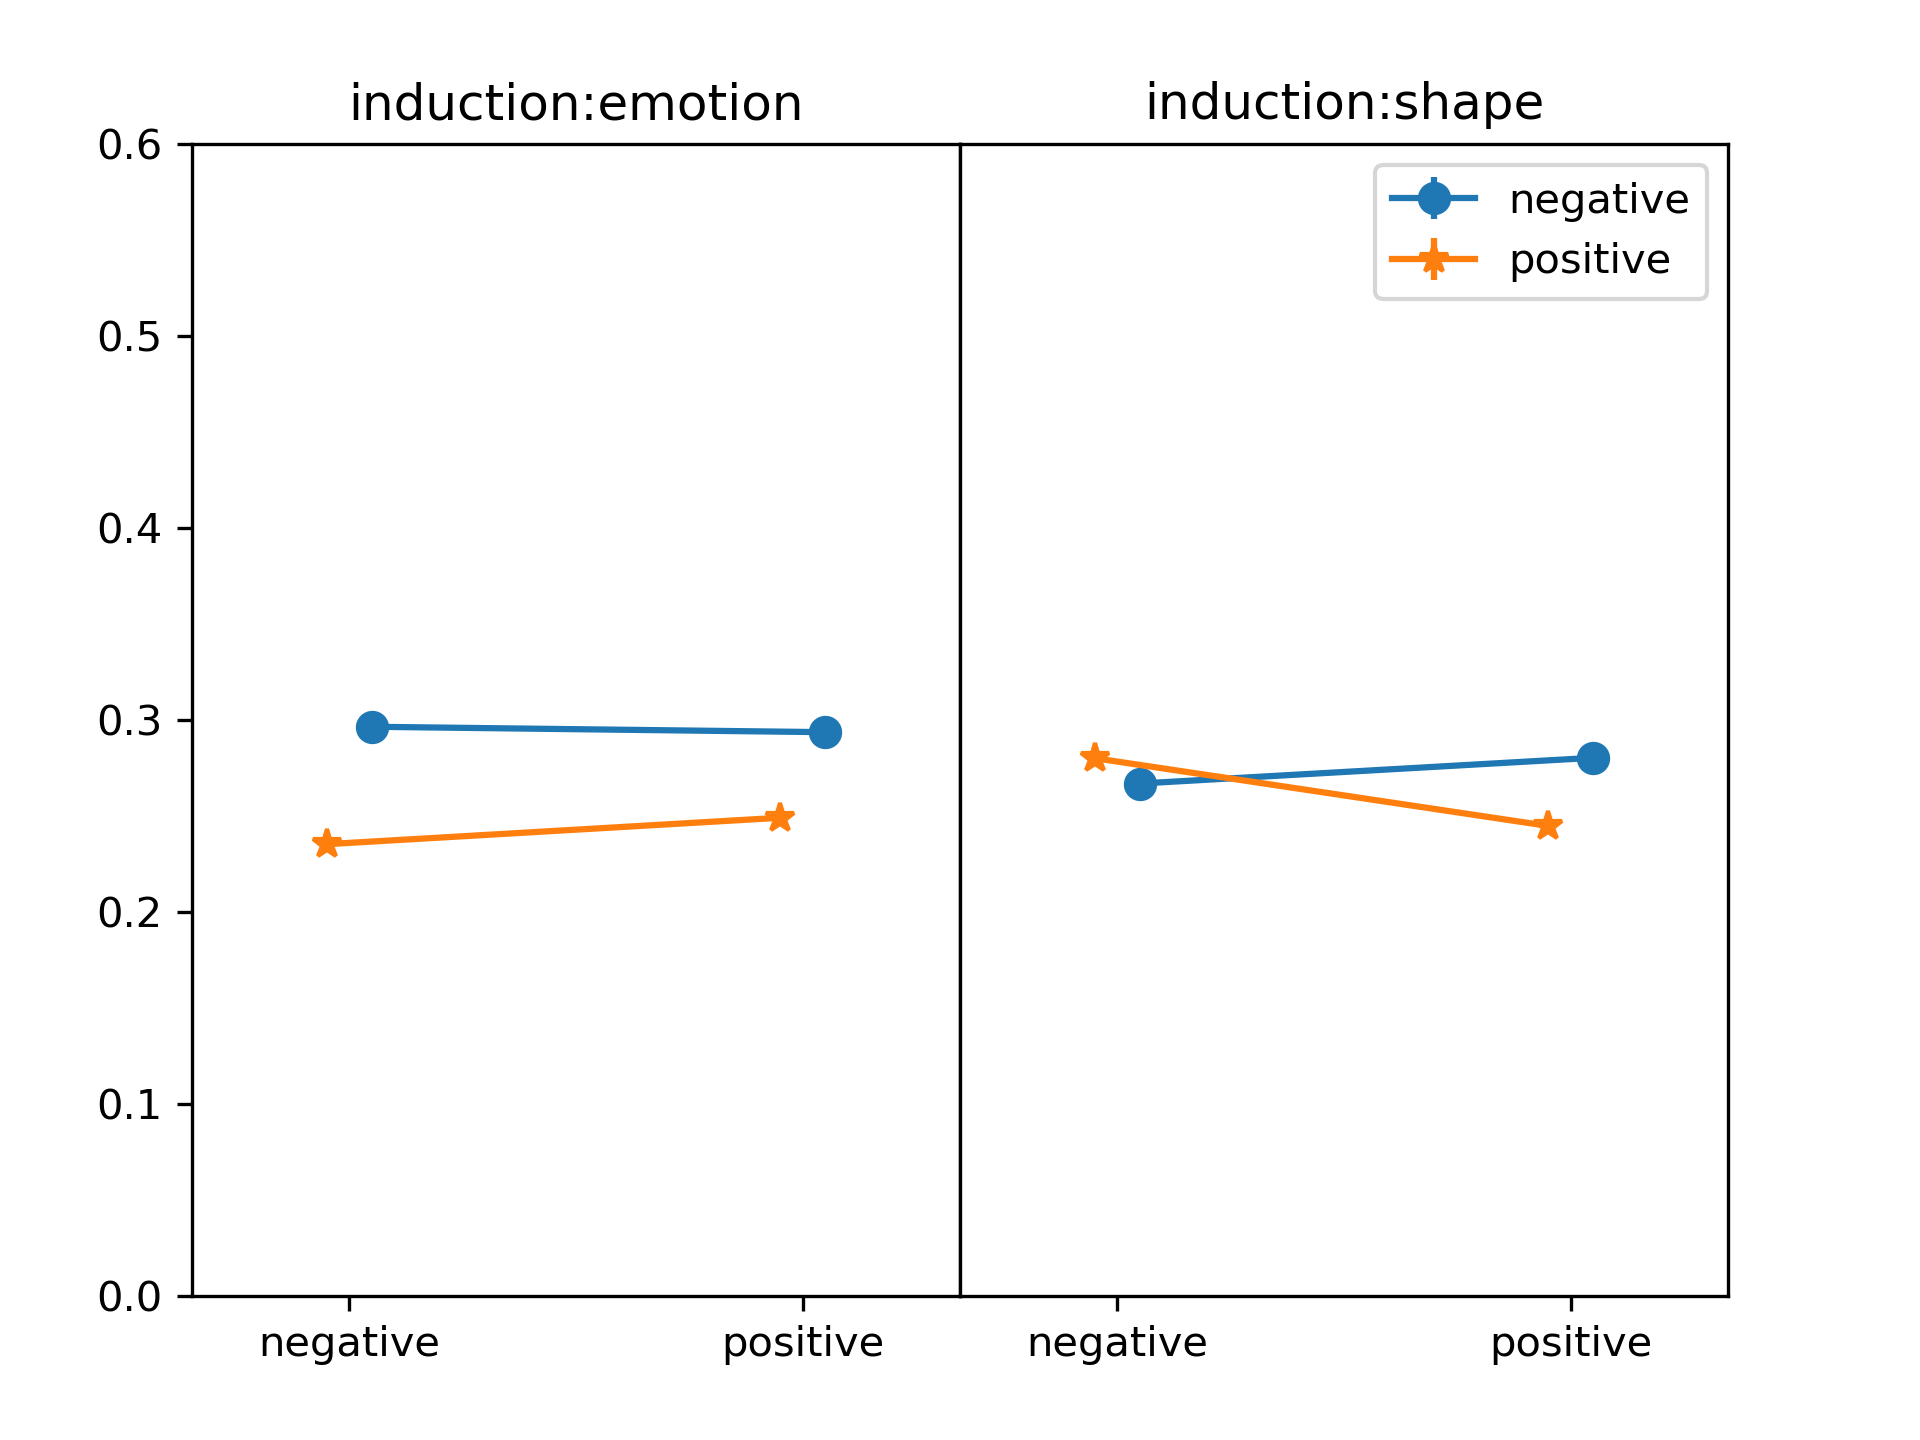 induction:emotion
induction:shape
0.6
0.5
0.4
0.3
0.2
0.1
0.0
negative
positive
negative
positive
negative
positive